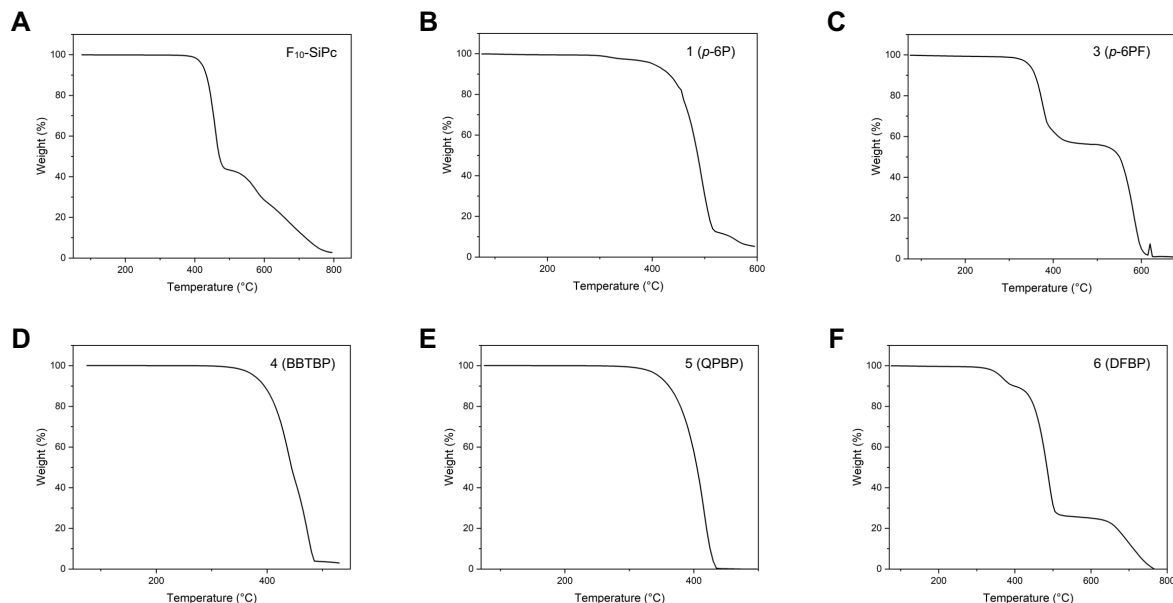 A
F₁₀-SiPc
Weight (%)
100
80
60
40
20
0
200
400
600
800
Temperature (°C)
B
1 (p-6P)
Weight (%)
100
80
60
40
20
0
200
400
600
Temperature (°C)
C
3 (p-6PF)
Weight (%)
100
80
60
40
20
0
200
400
600
Temperature (°C)
D
4 (BBTBP)
Weight (%)
100
80
60
40
20
0
200
400
Temperature (°C)
E
5 (QPBP)
Weight (%)
100
80
60
40
20
0
200
400
Temperature (°C)
F
6 (DFBP)
Weight (%)
100
80
60
40
20
0
200
400
600
800
Temperature (°C)